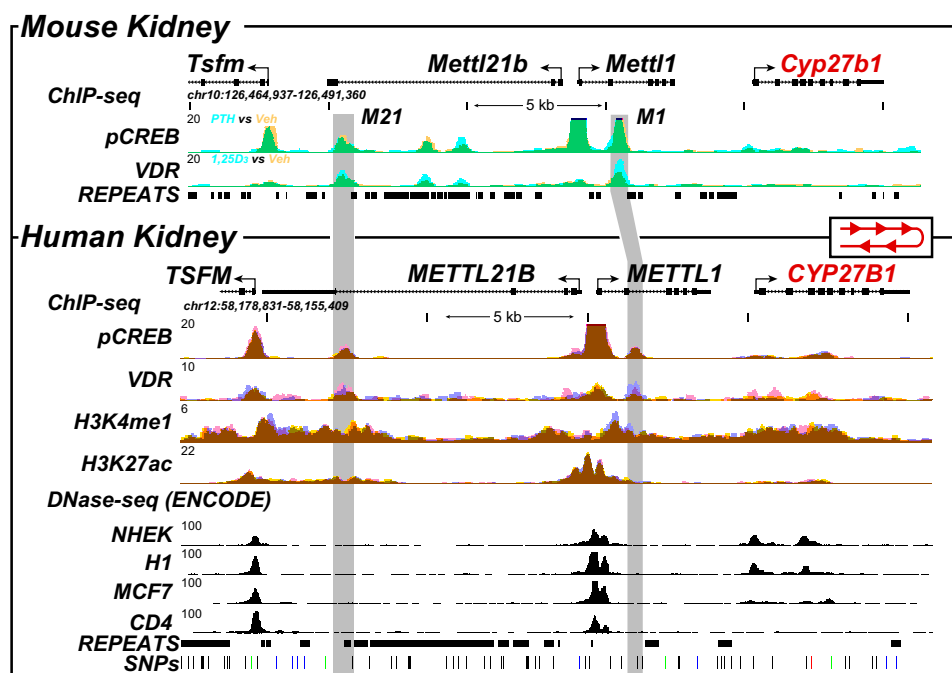 Mouse Kidney
Tsfm Mettl21b Mettl1 Cyp27b1
ChIP-seq chr10:126,464,937-126,491,360 5 kb
20 PTH vs Veh M21 M1
pCREB
20 1,25D3 vs Veh
VDR
REPEATS
Human Kidney
TSFM METTL21B METTL1 CYP27B1
ChIP-seq chr12:58,178,831-58,155,409 5 kb
20
pCREB
10
VDR
6
H3K4me1
22
H3K27ac
DNase-seq (ENCODE)
100
NHEK
100
H1
100
MCF7
100
CD4
REPEATS
SNPs